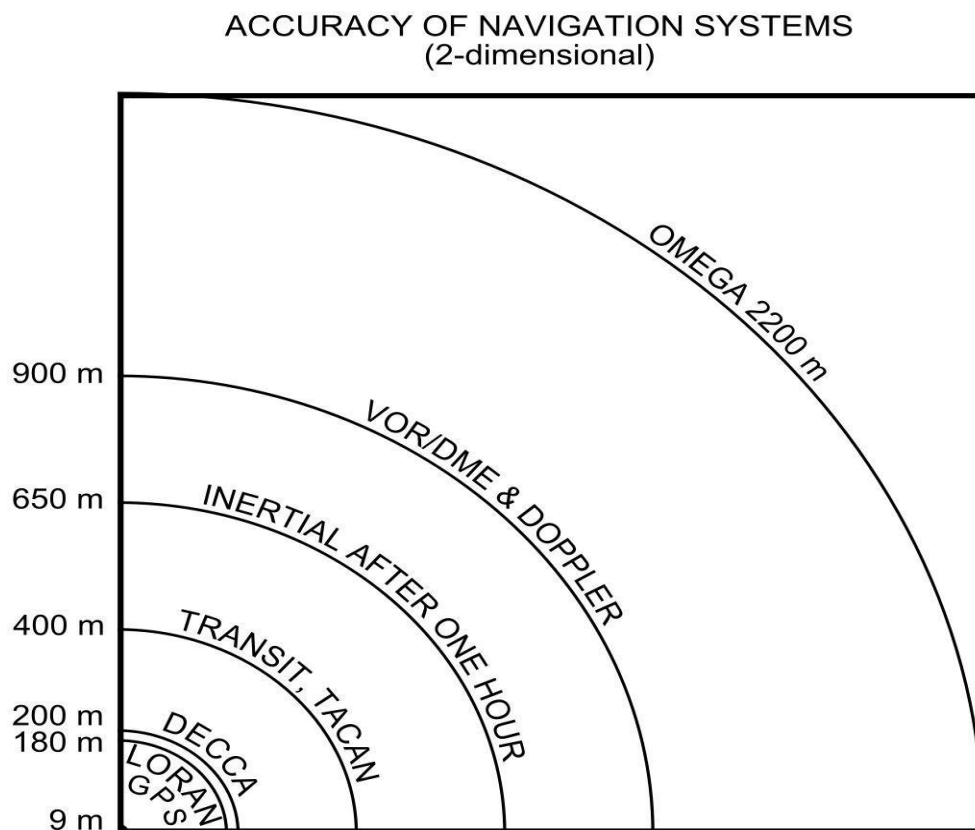 ACCURACY OF NAVIGATION SYSTEMS
(2-dimensional)
OMEGA 2200 m
900 m
VOR/DME & DOPPLER
650 m
INERTIAL AFTER ONE HOUR
400 m
TRANSIT, TACAN
200 m
DECCA
180 m
LORAN
GPS
9 m